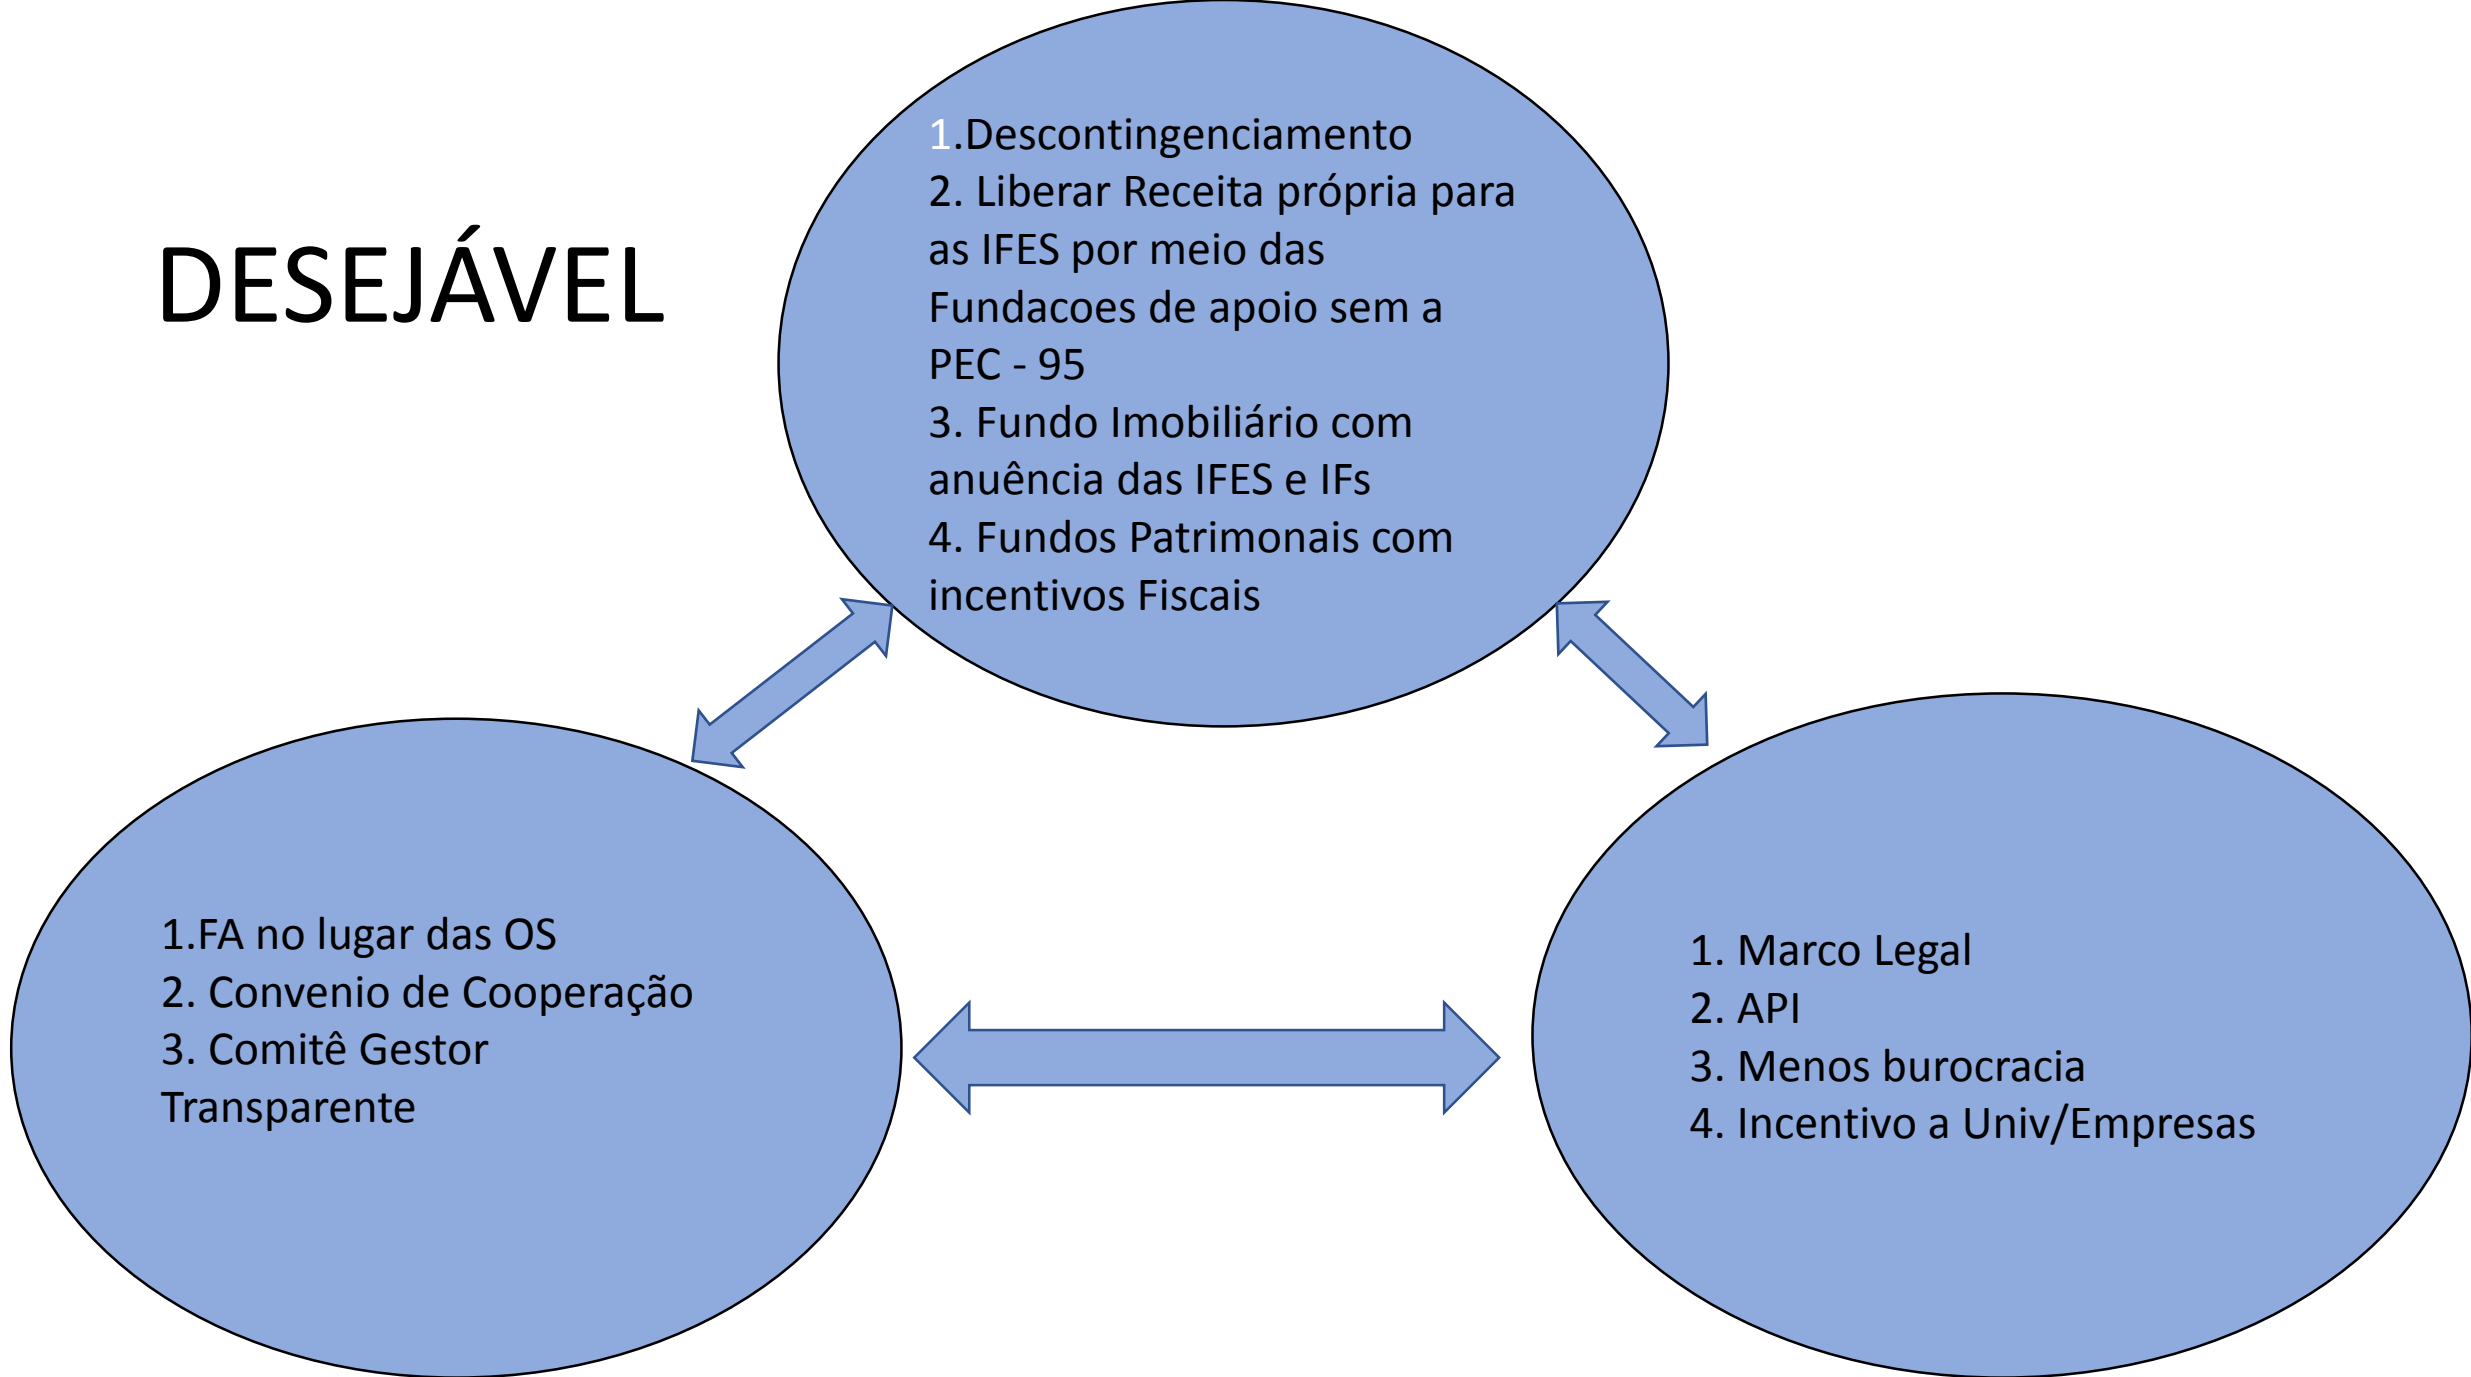 DESEJÁVEL
1.Descontingenciamento
2. Liberar Receita própria para
as IFES por meio das
Fundacoes de apoio sem a
PEC - 95
3. Fundo Imobiliário com
anuência das IFES e IFs
4. Fundos Patrimonais com
incentivos Fiscais
1.FA no lugar das OS
2. Convenio de Cooperação
3. Comitê Gestor
Transparente
1. Marco Legal
2. API
3. Menos burocracia
4. Incentivo a Univ/Empresas